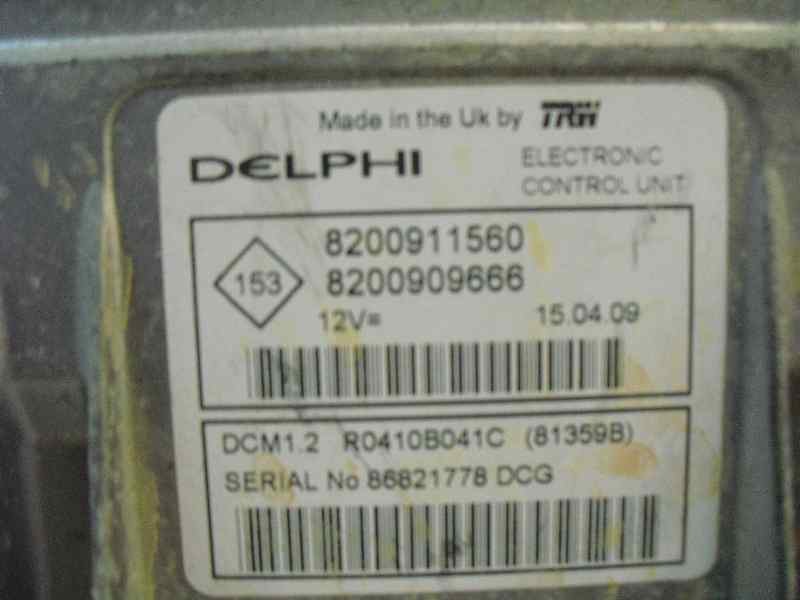 Made in the Uk by TRW
DELPHI
ELECTRONIC
CONTROL UNIT
153
8200911560
8200909666
12V=
15.04.09
DCM1.2 R0410B041C (81359B)
SERIAL No 86821778 DCG